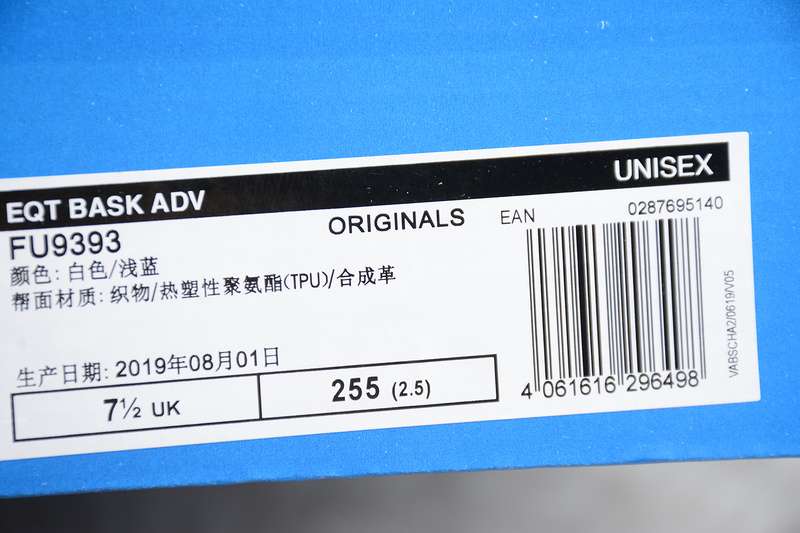 EQT BASK ADV UNISEX
FU9393 ORIGINALS EAN 0287695140
颜色: 白色/浅蓝
帮面材质: 织物/热塑性聚氨酯(TPU)/合成革
生产日期: 2019年08月01日
7½ UK 255 (2.5)
4 061616 296498
VABSCHA2/0619/V05